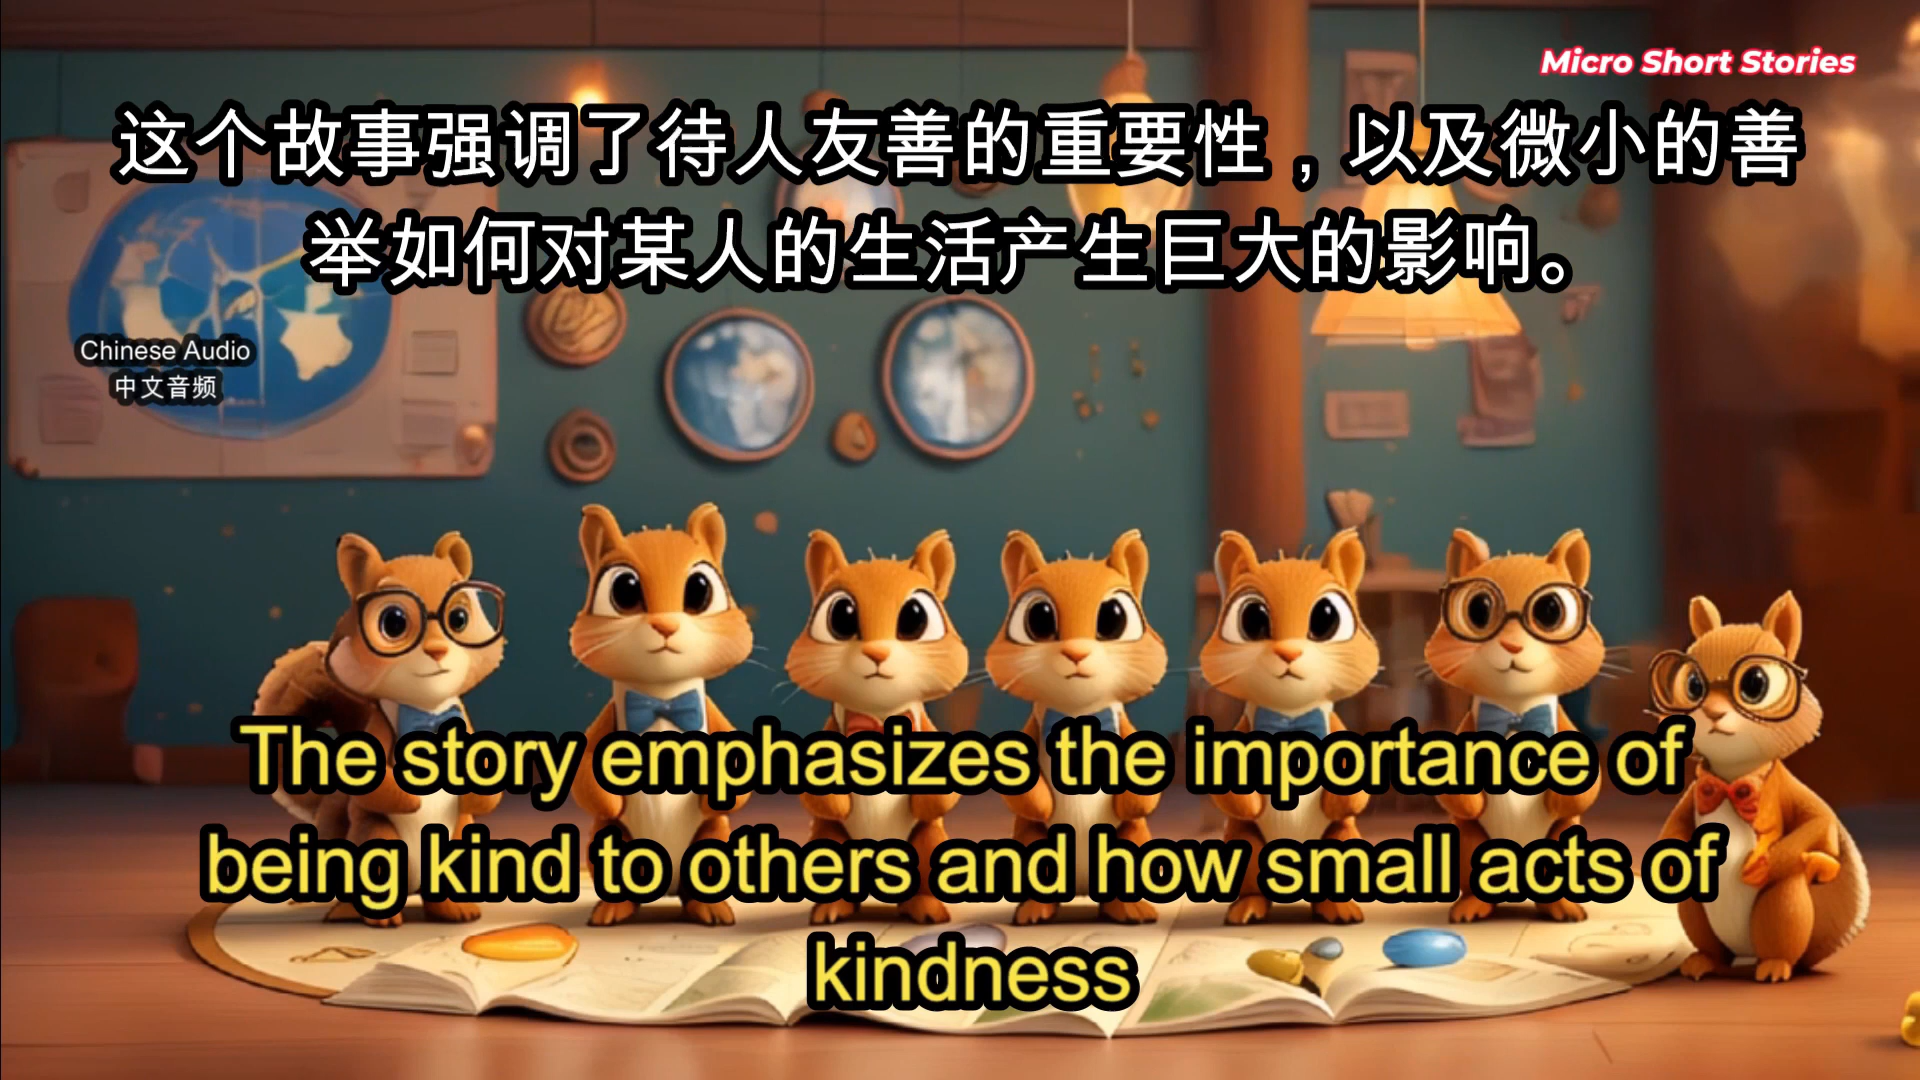 Micro Short Stories
这个故事强调了待人友善的重要性，以及微小的善
举如何对某人的生活产生巨大的影响。
Chinese Audio
中文音频
The story emphasizes the importance of
being kind to others and how small acts of
kindness